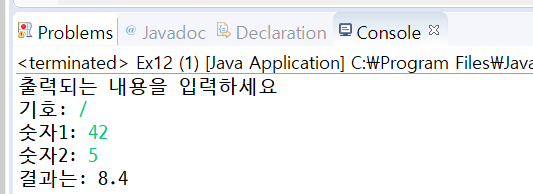 Problems @ Javadoc Declaration Console
<terminated> Ex12 (1) [Java Application] C:₩Program Files₩Java
출력되는 내용을 입력하세요
기호: /
숫자1: 42
숫자2: 5
결과는: 8.4